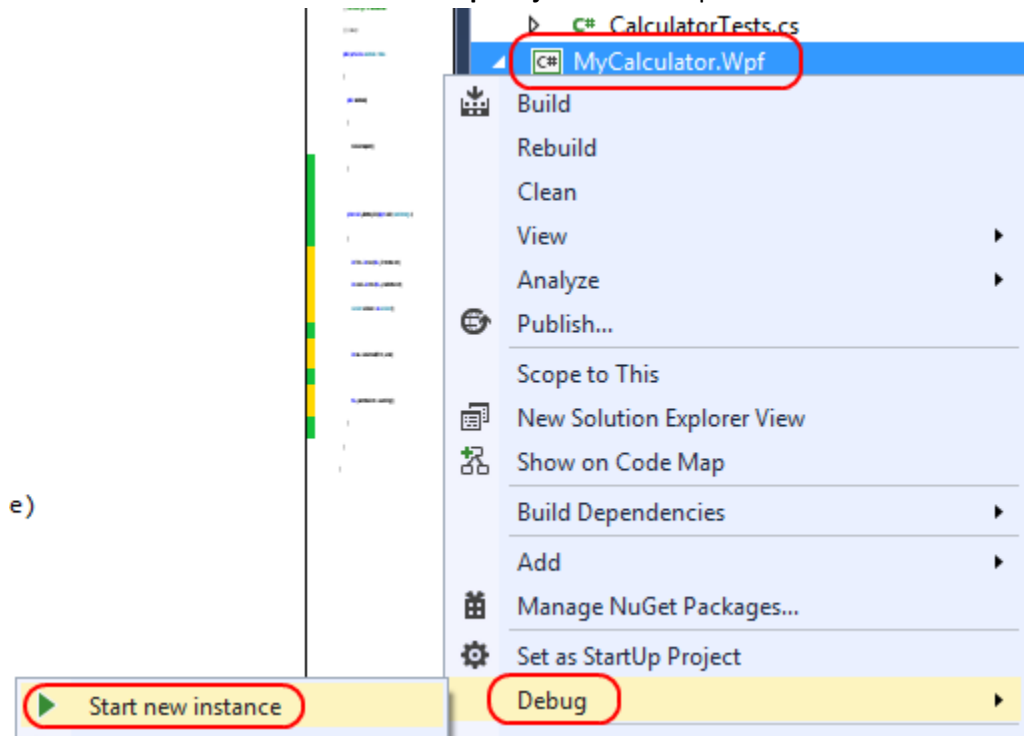 C# CalculatorTests.cs
C# MyCalculator.Wpf
Build
Rebuild
Clean
View
Analyze
Publish...
Scope to This
New Solution Explorer View
Show on Code Map
e)
Build Dependencies
Add
Manage NuGet Packages...
Set as StartUp Project
Debug
Start new instance